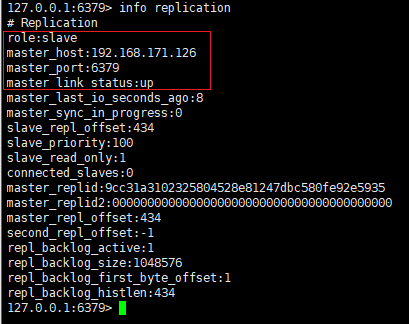 127.0.0.1:6379> info replication
# Replication
role:slave
master_host:192.168.171.126
master_port:6379
master_link_status:up
master_last_io_seconds_ago:8
master_sync_in_progress:0
slave_repl_offset:434
slave_priority:100
slave_read_only:1
connected_slaves:0
master_replid:9cc31a3102325804528e81247dbc580fe92e5935
master_replid2:0000000000000000000000000000000000000000
master_repl_offset:434
second_repl_offset:-1
repl_backlog_active:1
repl_backlog_size:1048576
repl_backlog_first_byte_offset:1
repl_backlog_histlen:434
127.0.0.1:6379>